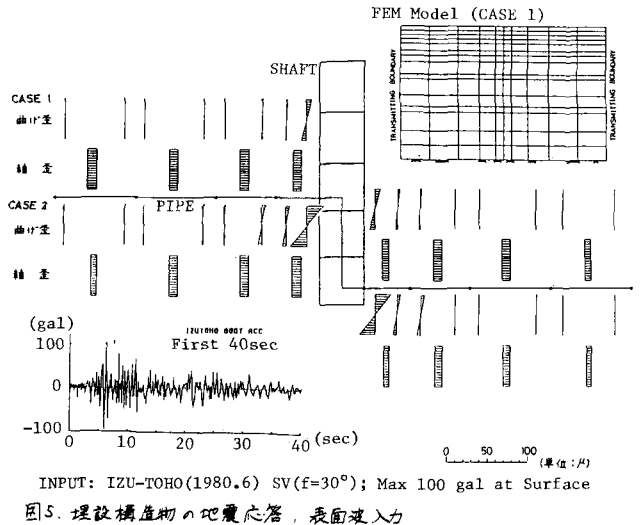 FEM Model (CASE 1)
TRANSMITTING BOUNDARY
TRANSMITTING BOUNDARY
SHAFT
CASE 1
曲げ歪
軸歪
CASE 2
PIPE
曲げ歪
軸歪
(gal)
IZUTOHO BODY ACC
First 40sec
100
0
-100
0 10 20 30 40 (sec)
0 50 100
(単位:μ)
INPUT: IZU-TOHO(1980.6) SV(f=30°); Max 100 gal at Surface
図5. 埋設構造物の地震応答, 表面波入力